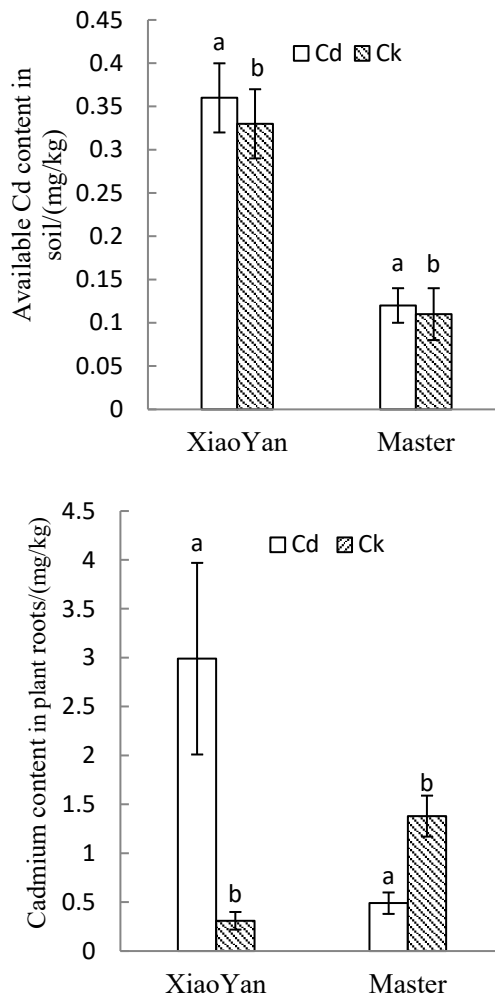 Available Cd content in
soil/(mg/kg)
0.45
0.4
0.35
0.3
0.25
0.2
0.15
0.1
0.05
0
a
b
Cd
Ck
a
b
XiaoYan
Master
Cadmium content in plant roots/(mg/kg)
4.5
4
3.5
3
2.5
2
1.5
1
0.5
0
a
b
Cd
Ck
a
b
XiaoYan
Master